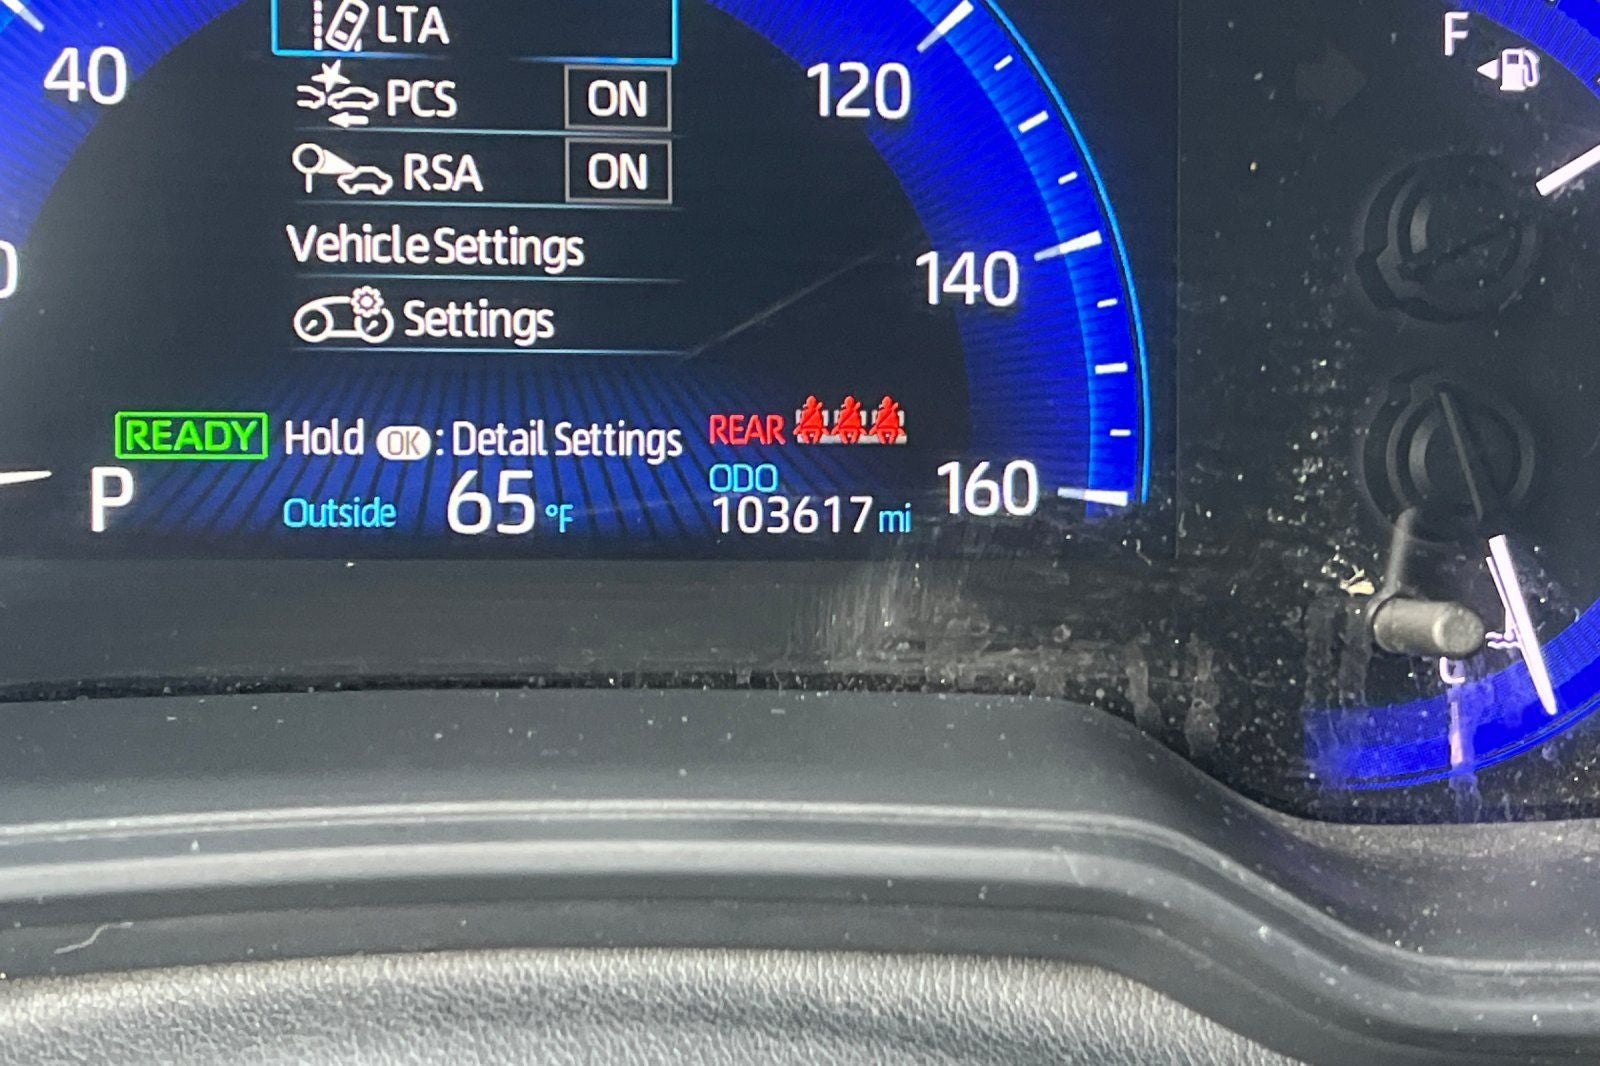 LTA
40
PCS ON
120
F
RSA ON
Vehicle Settings
140
Settings
READY Hold OK : Detail Settings
REAR
P
Outside 65 °F
ODO
103617 mi
160
C